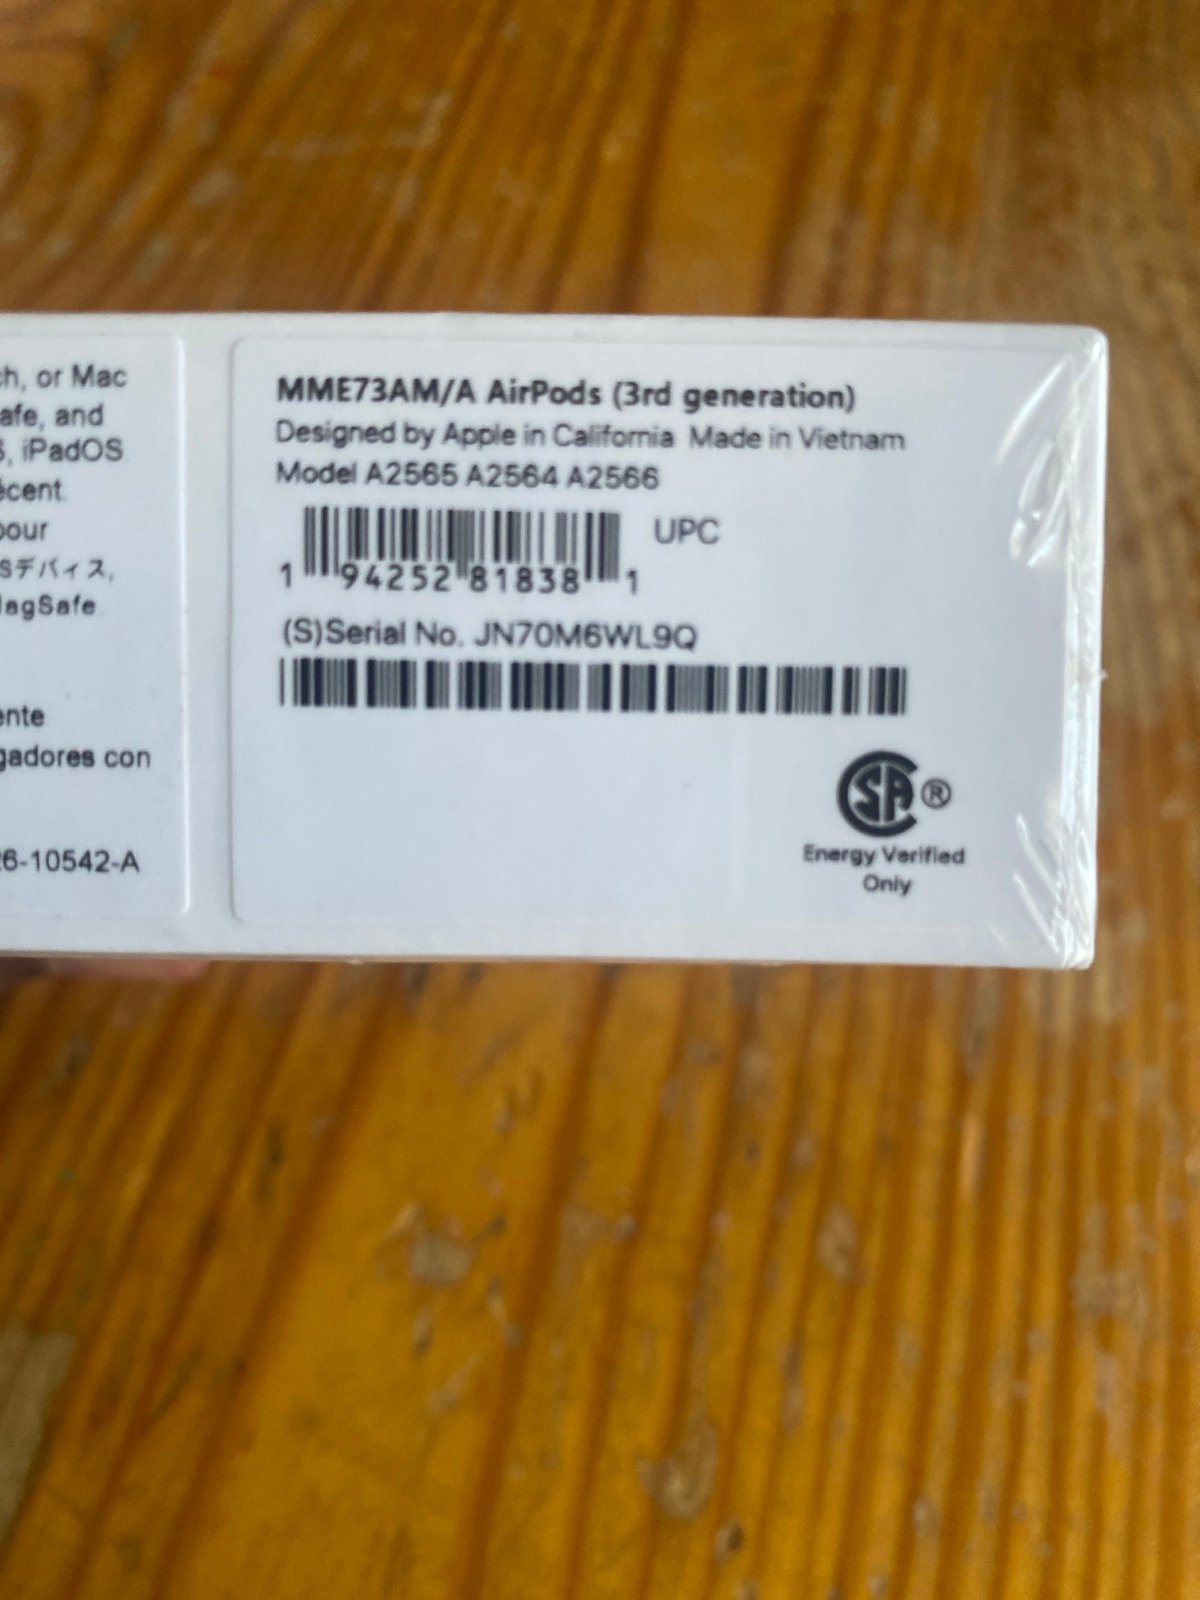 ch, or Mac
afe, and
S, iPadOS
écent.
pour
Sデバイス,
MagSafe
ente
gadores con
26-10542-A
MME73AM/A AirPods (3rd generation)
Designed by Apple in California Made in Vietnam
Model A2565 A2564 A2566
UPC
1 94252 81838 1
(S)Serial No. JN70M6WL9Q
SA ®
Energy Verified
Only